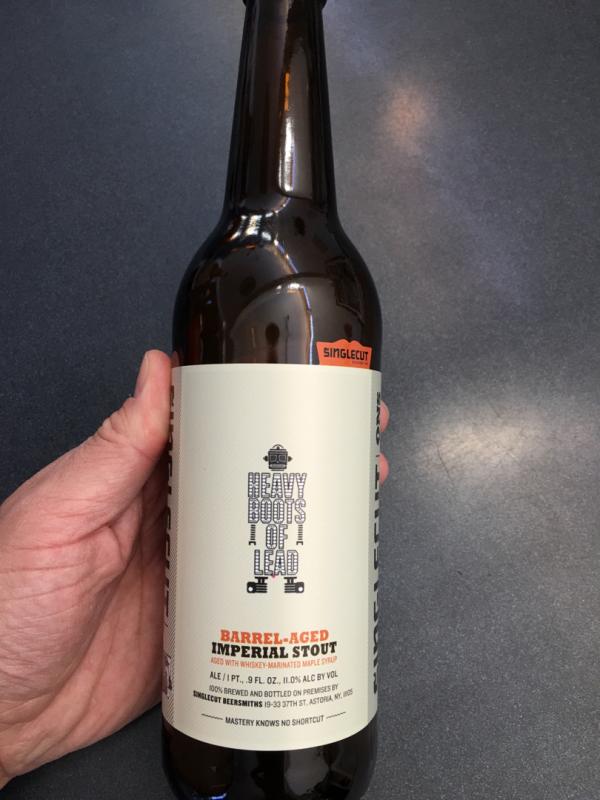 SINGLECUT
HEAVY
BOOTS
OF
LEAD
BARREL-AGED
IMPERIAL STOUT
AGED WITH WHISKEY-MARINATED MAPLE SYRUP
ALE / 1 PT., .9 FL. OZ., 11.0% ALC BY VOL
100% BREWED AND BOTTLED ON PREMISES BY
SINGLECUT BEERSMITHS 19-33 37TH ST. ASTORIA, NY, 11105
MASTERY KNOWS NO SHORTCUT
SINGLECUT